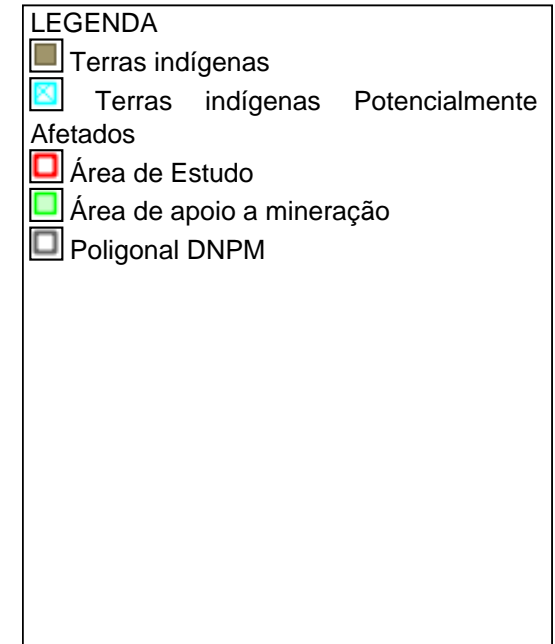 LEGENDA
Terras indígenas
Terras indígenas Potencialmente
Afetados
Área de Estudo
Área de apoio a mineração
Poligonal DNPM